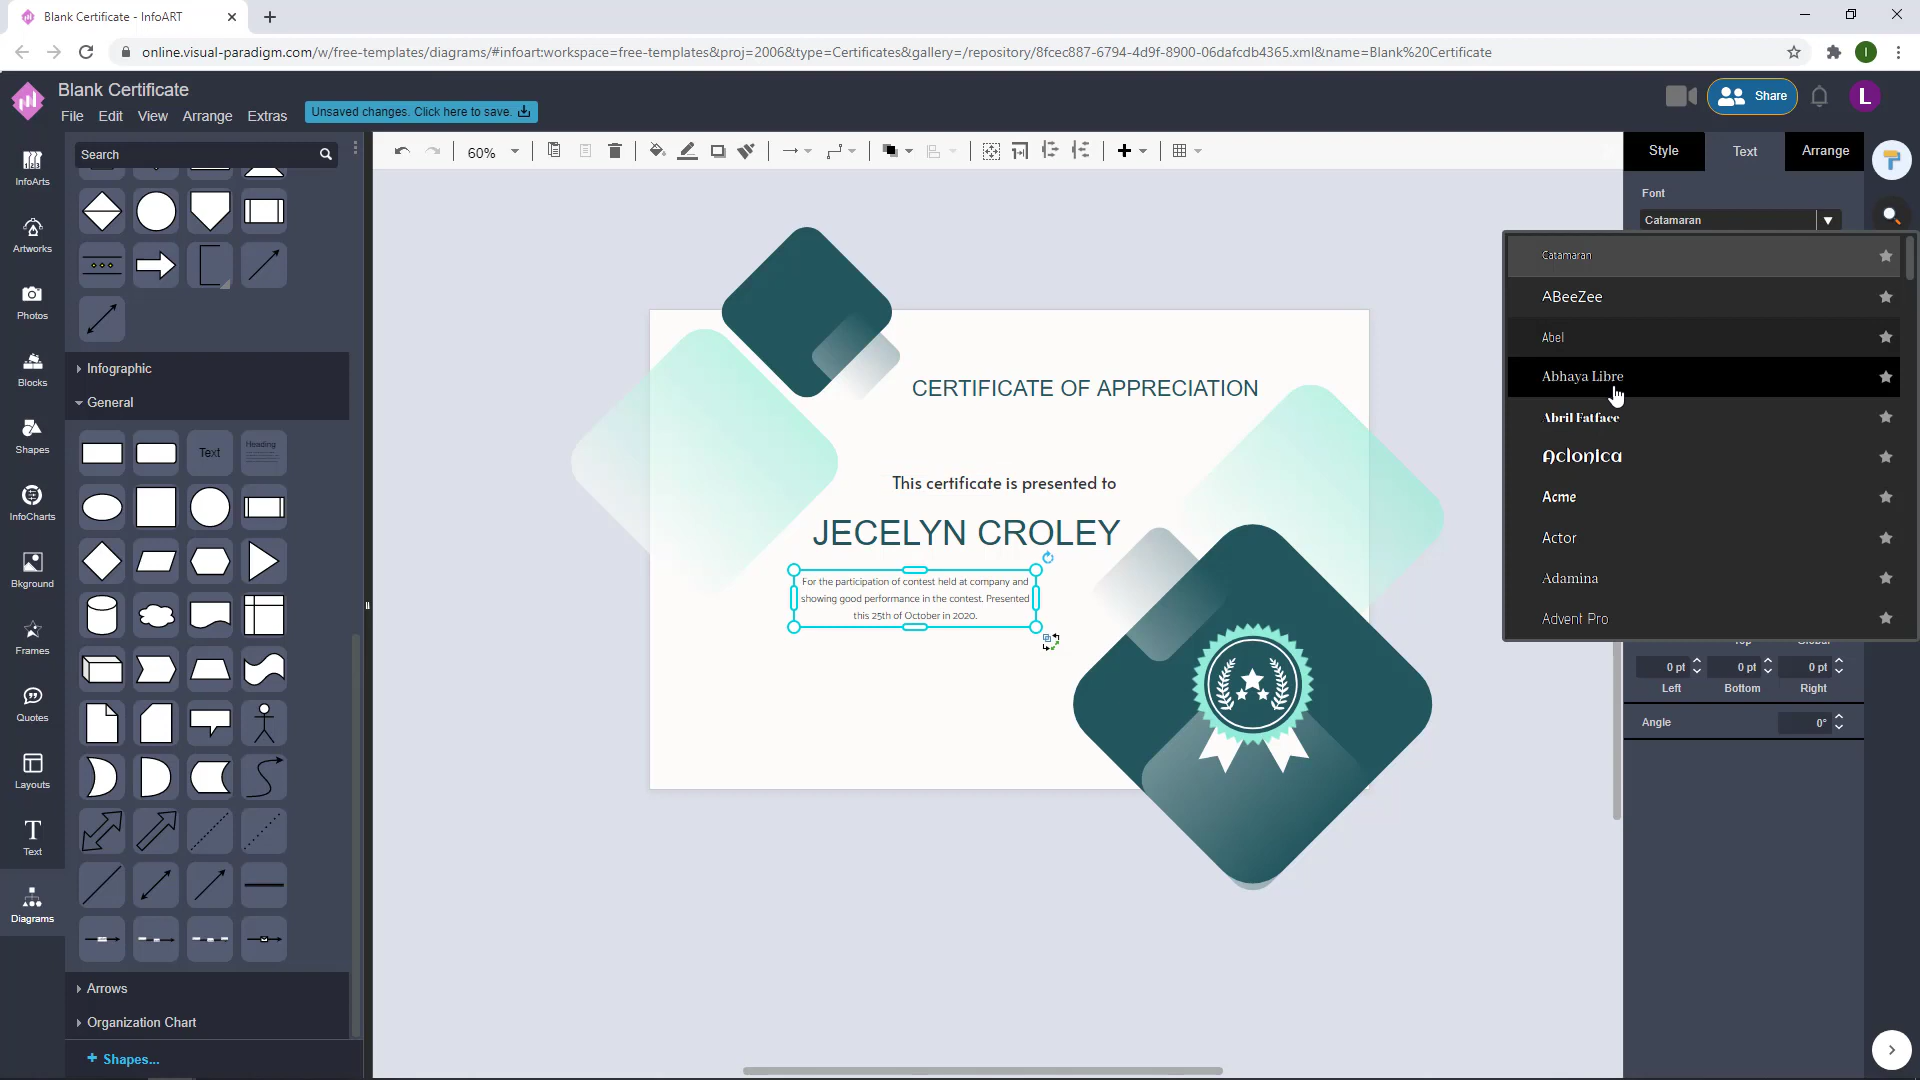 Blank Certificate - InfoART
online.visual-paradigm.com/w/free-templates/diagrams/#infoart:workspace=free-templates&proj=2006&type=Certificates&gallery=/repository/8fcec887-6794-4d9f-8900-06dafcdb4365.xml&name=Blank%20Certificate
I
Blank Certificate
File Edit View Arrange Extras
Unsaved changes. Click here to save.
Share
L
Search
60%
Style Text Arrange
InfoArts
Artworks
Photos
Blocks
Shapes
InfoCharts
Bkground
Frames
Quotes
Layouts
Text
Diagrams
Infographic
General
Text
Heading
Arrows
Organization Chart
+ Shapes...
CERTIFICATE OF APPRECIATION
This certificate is presented to
JECELYN CROLEY
For the participation of contest held at company and
showing good performance in the contest. Presented
this 25th of October in 2020.
Font
Catamaran
Catamaran
ABeeZee
Abel
Abhaya Libre
Abril Fatface
Aclonica
Acme
Actor
Adamina
Advent Pro
0 pt 0 pt 0 pt
Left Bottom Right
Angle 0°